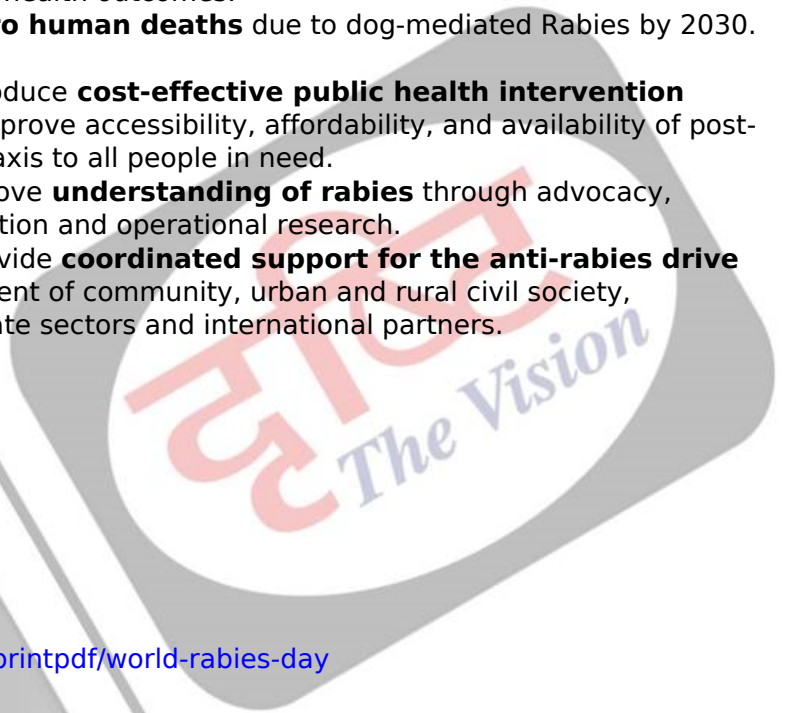 ro human deaths due to dog-mediated Rabies by 2030.
oduce cost-effective public health intervention
prove accessibility, affordability, and availability of post-
axis to all people in need.
ove understanding of rabies through advocacy,
tion and operational research.
vide coordinated support for the anti-rabies drive
ent of community, urban and rural civil society,
ate sectors and international partners.
दृष्टि
The Vision
printpdf/world-rabies-day